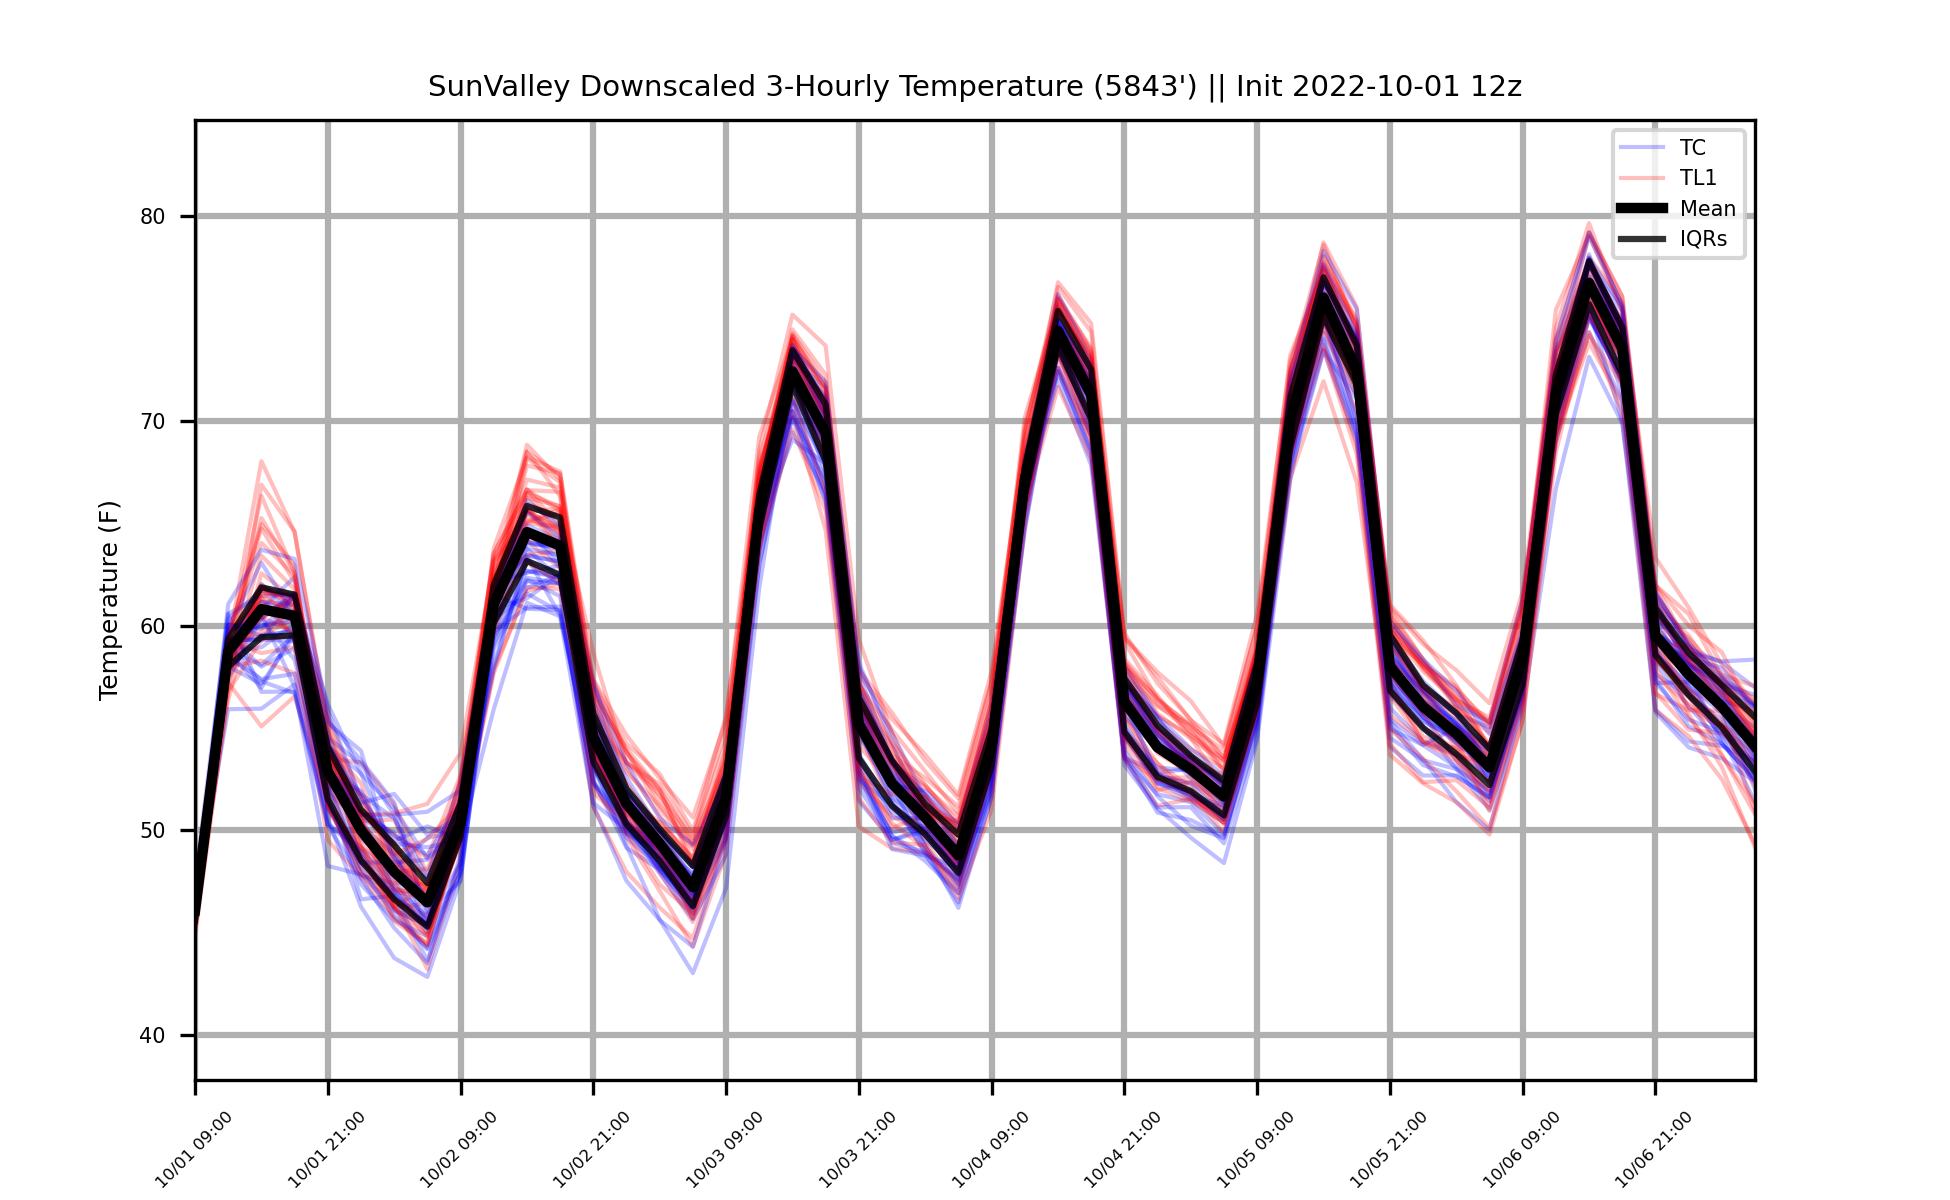 SunValley Downscaled 3-Hourly Temperature (5843') || Init 2022-10-01 12z
TC
TL1
Mean
IQRs
Temperature (F)
80
70
60
50
40
10/01 09:00
10/01 21:00
10/02 09:00
10/02 21:00
10/03 09:00
10/03 21:00
10/04 09:00
10/04 21:00
10/05 09:00
10/05 21:00
10/06 09:00
10/06 21:00